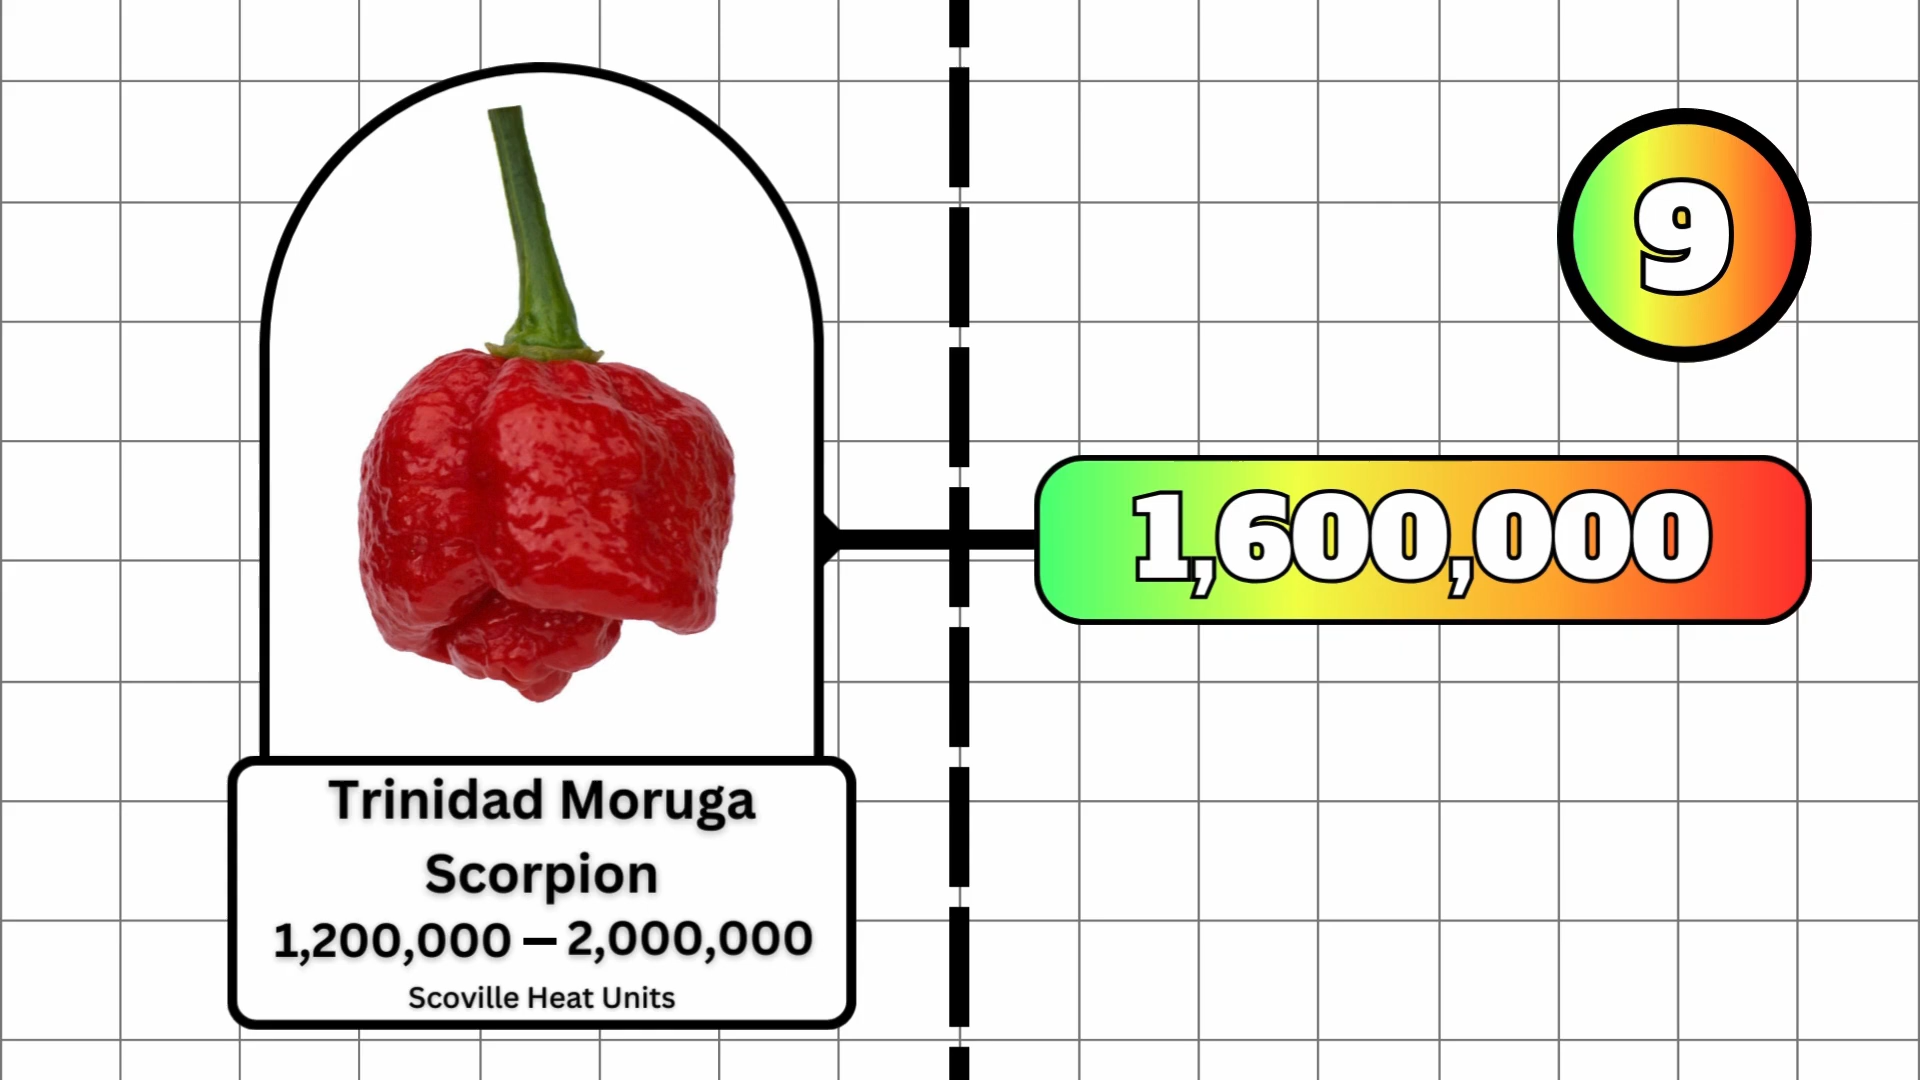 Trinidad Moruga
Scorpion
1,200,000 – 2,000,000
Scoville Heat Units
9
1,600,000